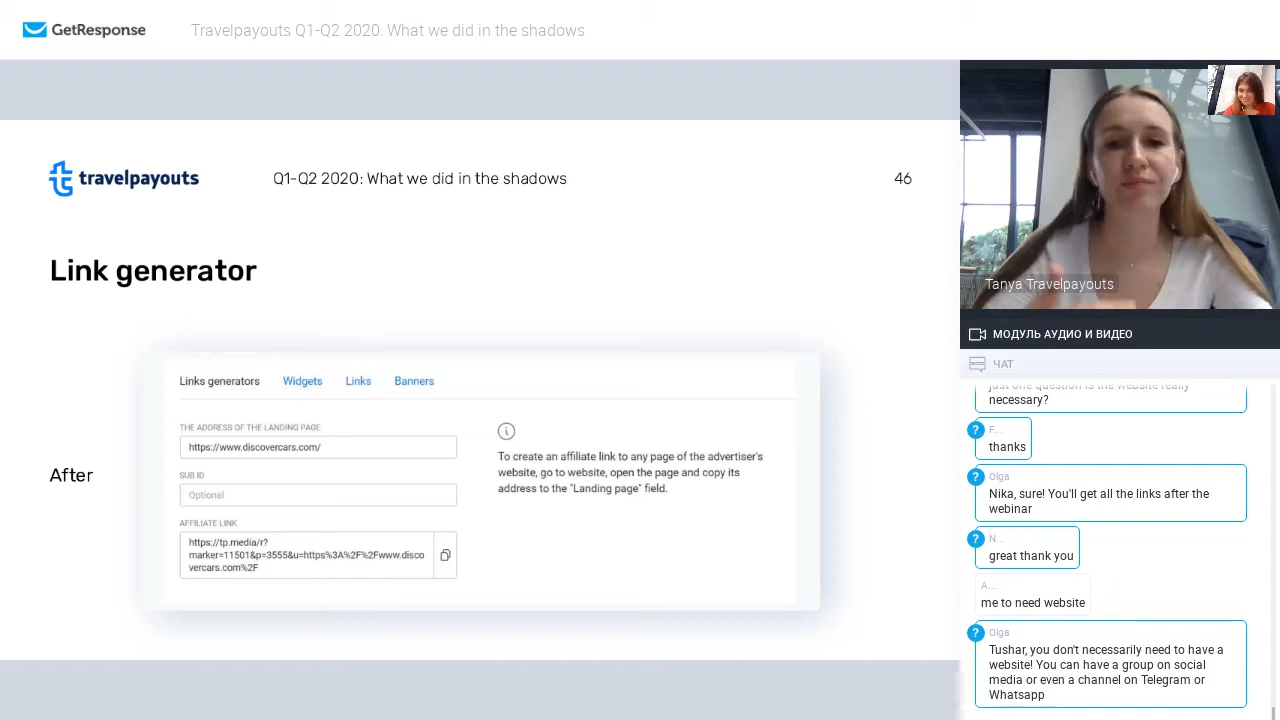 GetResponse
Travelpayouts Q1-Q2 2020: What we did in the shadows
travelpayouts
Q1-Q2 2020: What we did in the shadows
46
Link generator
After
Links generators
Widgets
Links
Banners
THE ADDRESS OF THE LANDING PAGE
https://www.discovercars.com/
SUB ID
Optional
AFFILIATE LINK
https://tp.media/r?
marker=11501&p=3555&u=https%3A%2F%2Fwww.disco
vercars.com%2F
To create an affiliate link to any page of the advertiser's
website, go to website, open the page and copy its
address to the "Landing page" field.
Tanya Travelpayouts
МОДУЛЬ АУДИО И ВИДЕО
ЧАТ
just one question is the website really
necessary?
F...
thanks
Olga
Nika, sure! You'll get all the links after the
webinar
N...
great thank you
A...
me to need website
Olga
Tushar, you don't necessarily need to have a
website! You can have a group on social
media or even a channel on Telegram or
Whatsapp